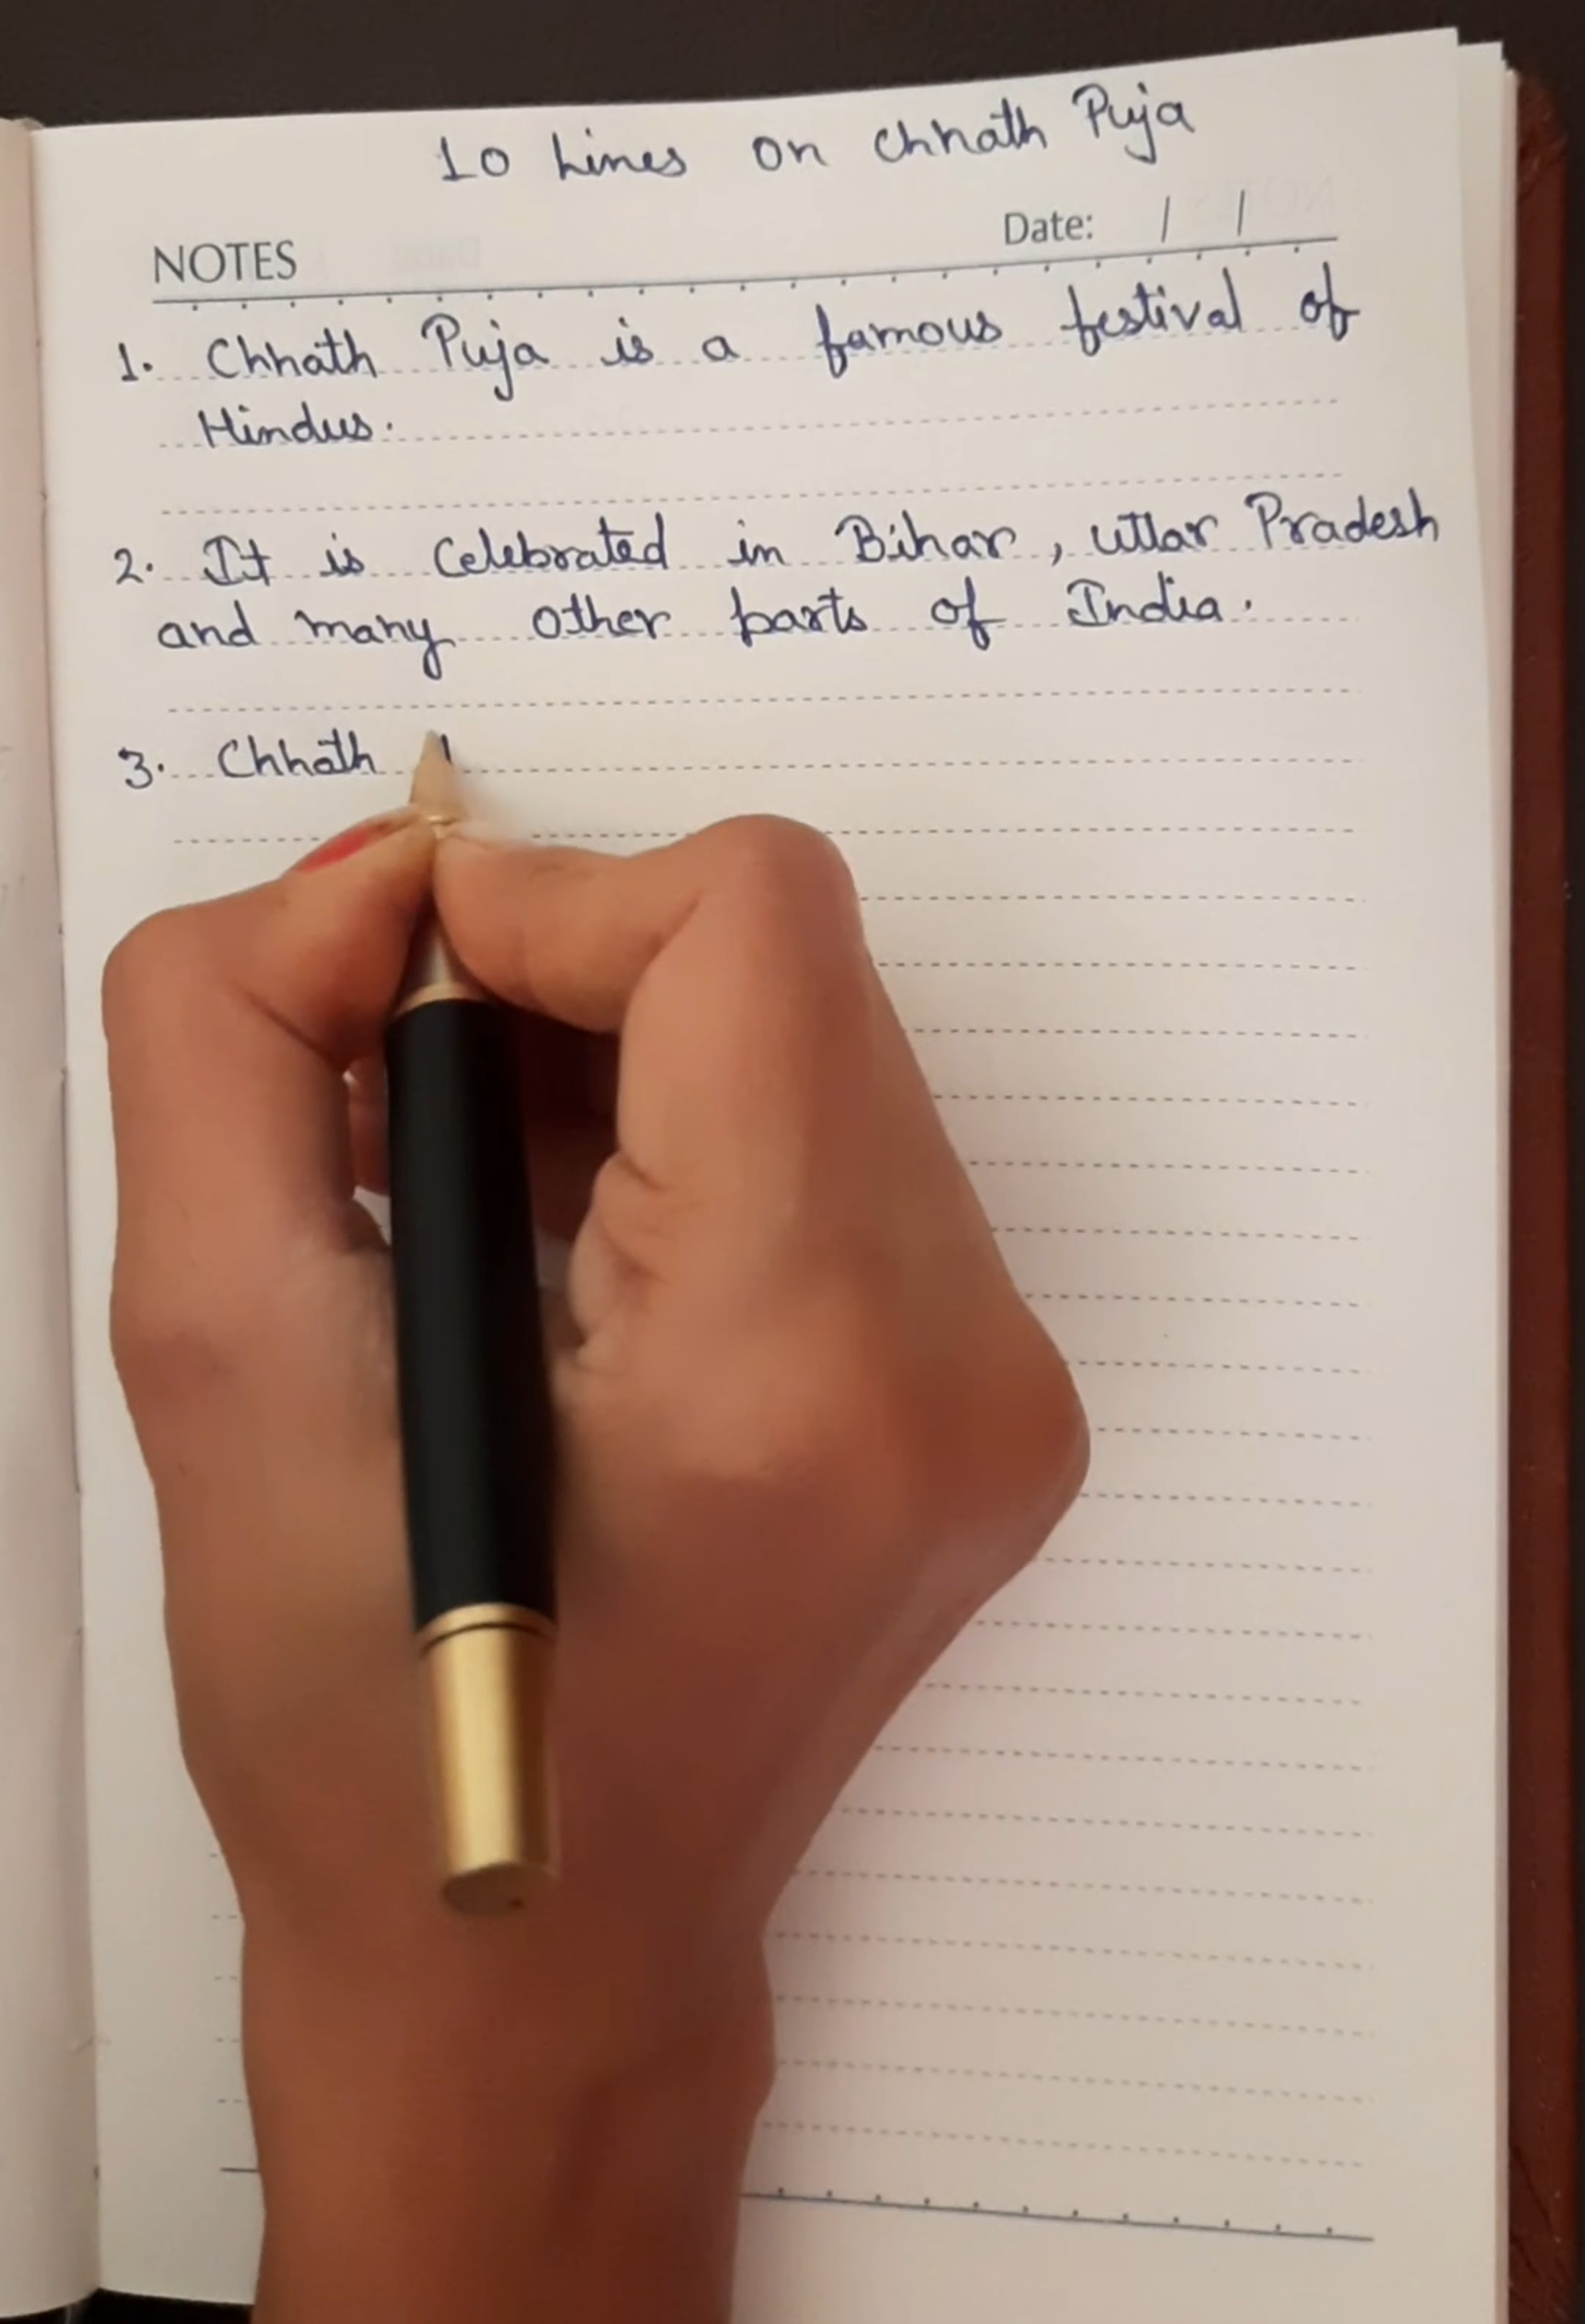 10 Lines on Chhath Puja
NOTES Date: / /
1. Chhath Puja is a famous festival of
Hindus.
2. It is Celebrated in Bihar, Uttar Pradesh
and many other parts of India.
3. Chhath